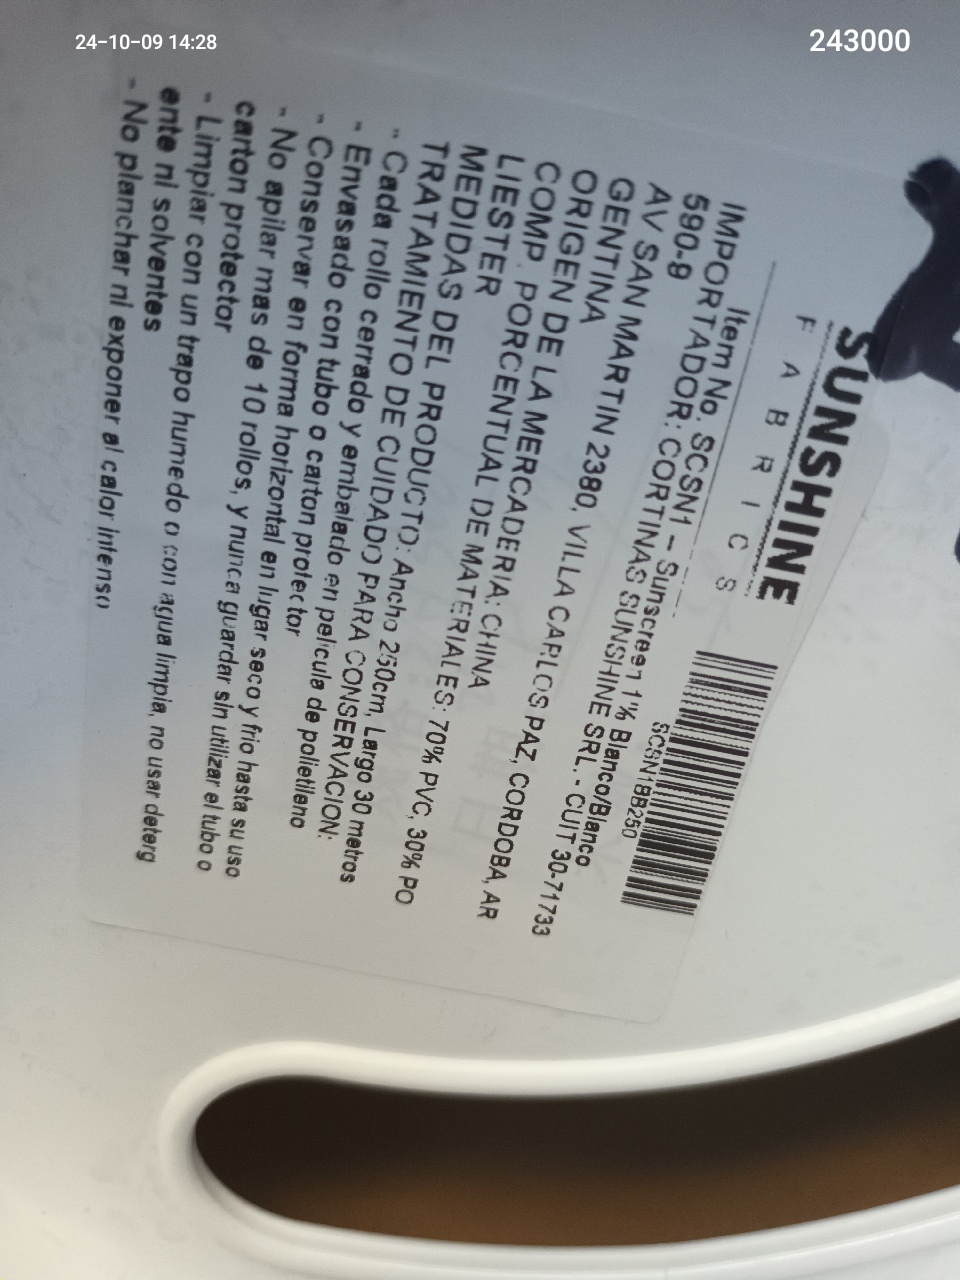 24-10-09 14:28
243000
SUNSHINE
FABRICS
SCSN1BB250
Item No. SCSN1 – Sunscreen 1% Blanco/Blanco
IMPORTADOR: CORTINAS SUNSHINE SRL. - CUIT 30-71733
590-9
AV SAN MARTIN 2380, VILLA CARLOS PAZ, CORDOBA, AR
GENTINA
ORIGEN DE LA MERCADERIA: CHINA
COMP. PORCENTUAL DE MATERIALES: 70% PVC, 30% PO
LIESTER
MEDIDAS DEL PRODUCTO: Ancho 250cm, Largo 30 metros
TRATAMIENTO DE CUIDADO PARA CONSERVACION:
- Cada rollo cerrado y embalado en pelicula de polietileno
- Envasado con tubo o carton protector
- Conservar en forma horizontal en lugar seco y frio hasta su uso
- No apilar mas de 10 rollos, y nunca guardar sin utilizar el tubo o
carton protector
- Limpiar con un trapo humedo o con agua limpia, no usar deterg
ente ni solventes
- No planchar ni exponer al calor intenso